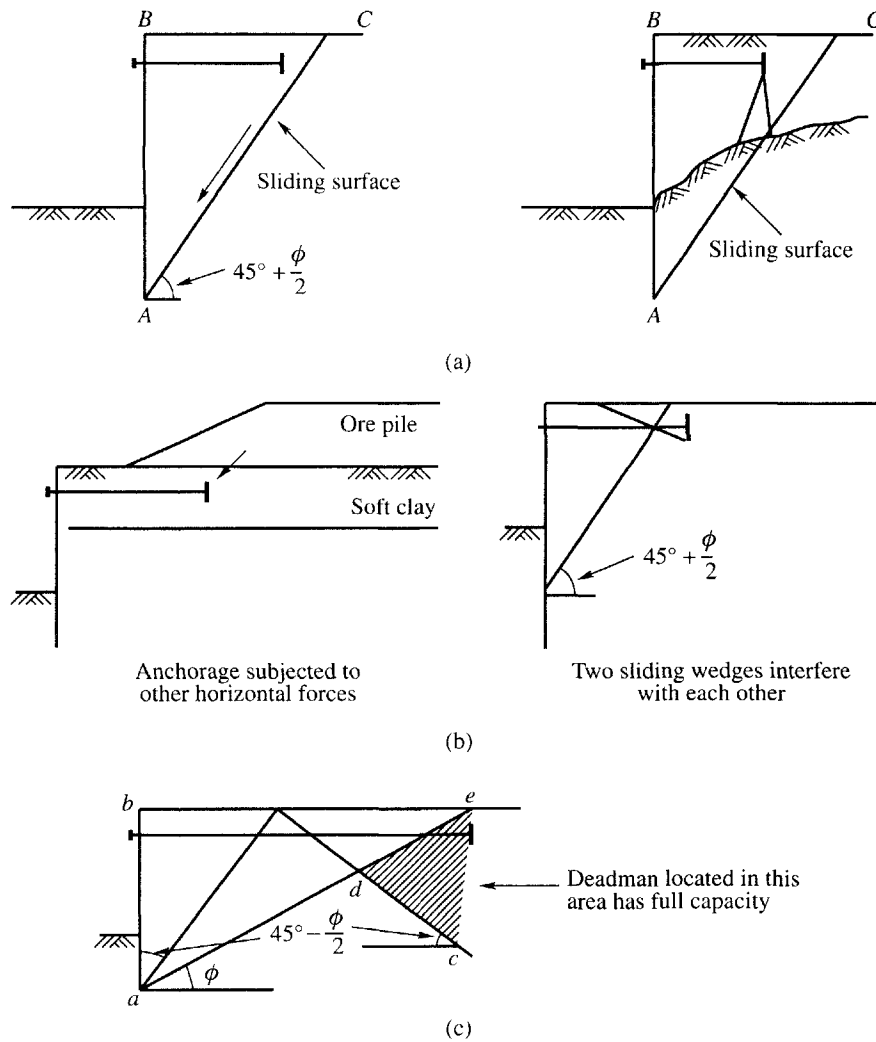 B C
Sliding surface
45° + φ/2
A
B C
Sliding surface
A
(a)
Ore pile
Soft clay
Anchorage subjected to
other horizontal forces
45° + φ/2
Two sliding wedges interfere
with each other
(b)
b e
d
Deadman located in this
area has full capacity
45° − φ/2
c
φ
a
(c)